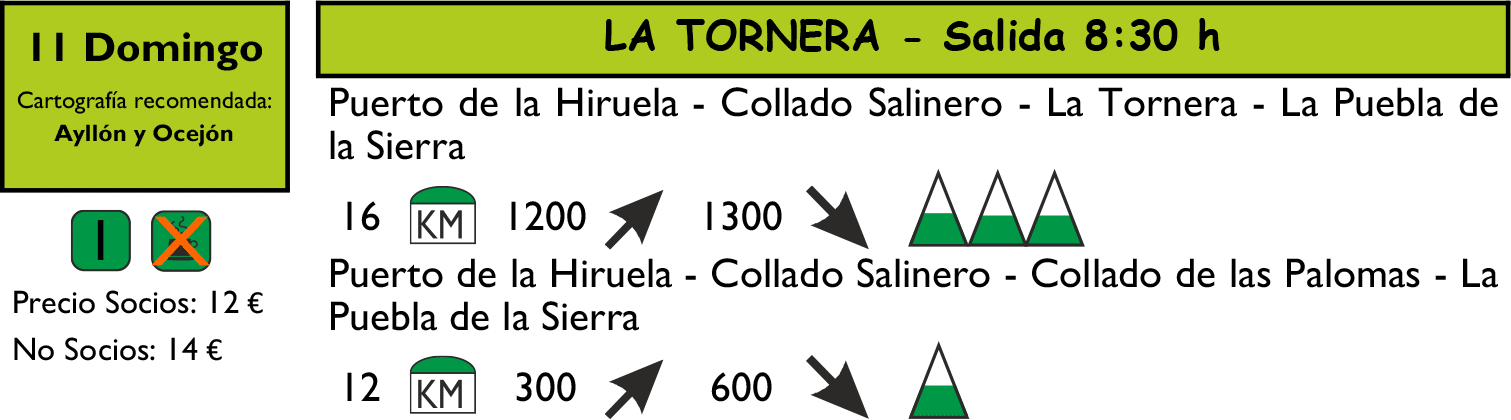 11 Domingo
Cartografía recomendada:
Ayllón y Ocejón
1
Precio Socios: 12 €
No Socios: 14 €
LA TORNERA - Salida 8:30 h
Puerto de la Hiruela - Collado Salinero - La Tornera - La Puebla de
la Sierra
16 KM 1200 1300
Puerto de la Hiruela - Collado Salinero - Collado de las Palomas - La
Puebla de la Sierra
12 KM 300 600